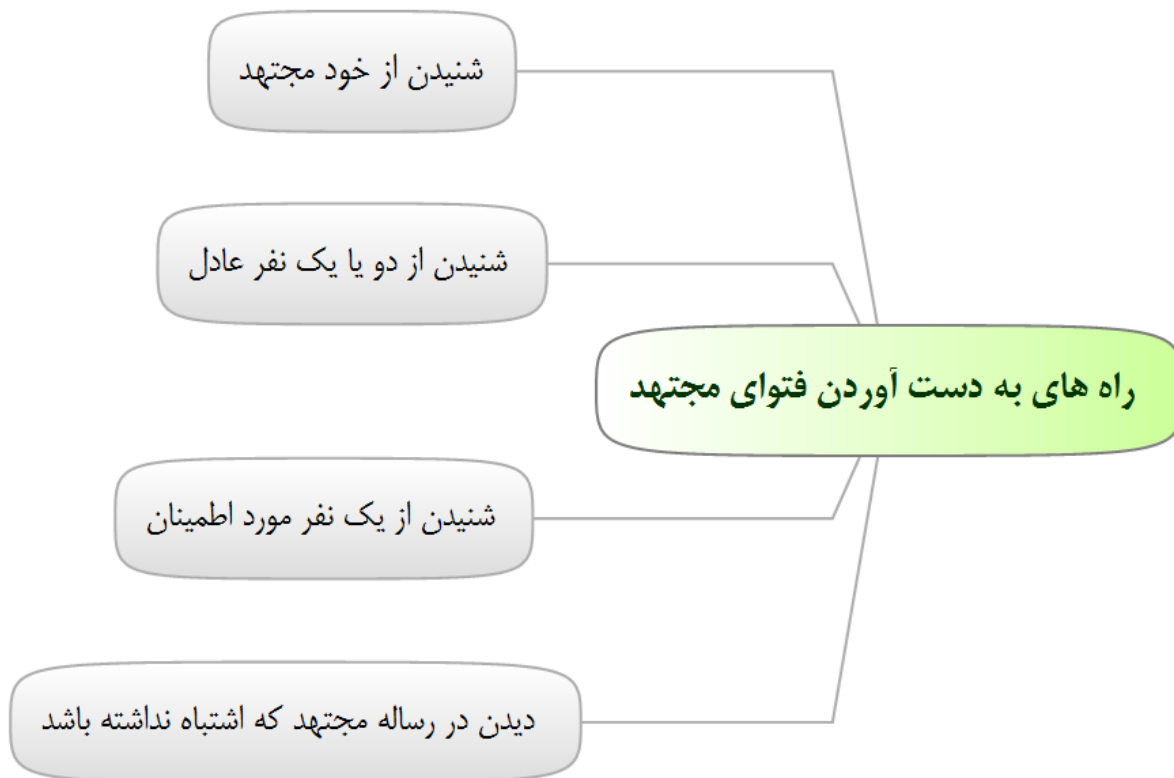 راه های به دست آوردن فتوای مجتهد
شنیدن از خود مجتهد
شنیدن از دو یا یک نفر عادل
شنیدن از یک نفر مورد اطمینان
دیدن در رساله مجتهد که اشتباه نداشته باشد